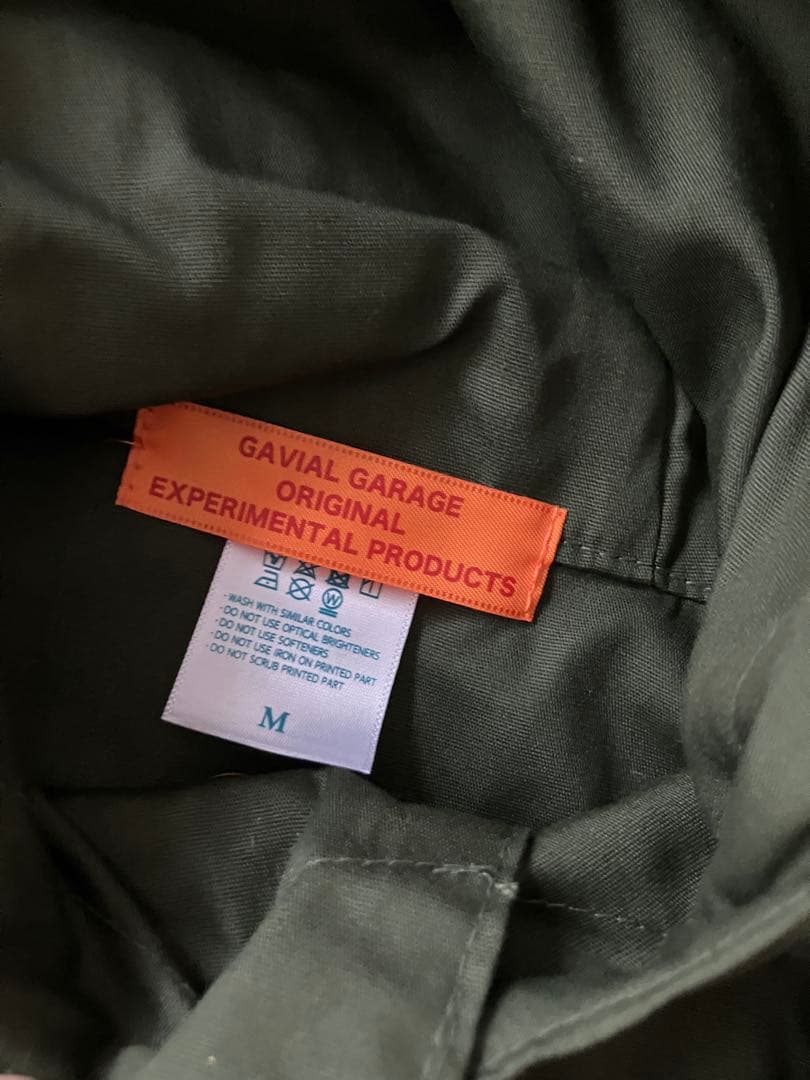 GAVIAL GARAGE
ORIGINAL
EXPERIMENTAL PRODUCTS
W
· WASH WITH SIMILAR COLORS
· DO NOT USE OPTICAL BRIGHTENERS
· DO NOT USE SOFTENERS
· DO NOT USE IRON ON PRINTED PART
· DO NOT SCRUB PRINTED PART
M